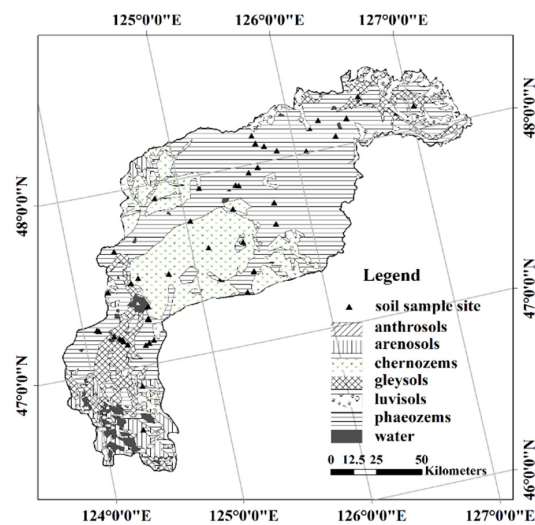 125°0'0"E
126°0'0"E
127°0'0"E
48°0'0"N
48°0'0"N
47°0'0"N
47°0'0"N
46°0'0"N
124°0'0"E
125°0'0"E
126°0'0"E
127°0'0"E
Legend
soil sample site
anthrosols
arenosols
chernozems
gleysols
luvisols
phaeozems
water
0 12.5 25 50
Kilometers